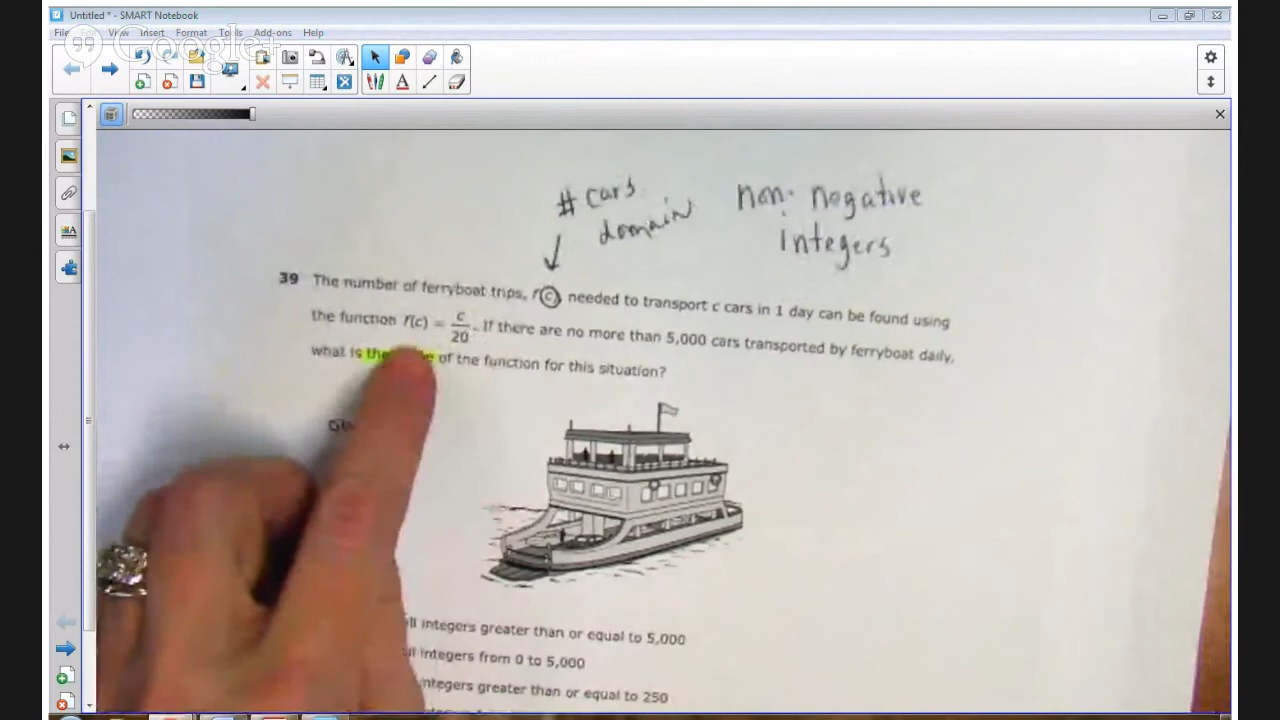 Untitled * - SMART Notebook
File Edit View Insert Format Tools Add-ons Help
Google+
# cars
domain
non-negative
integers
39 The number of ferryboat trips, f(c), needed to transport c cars in 1 day can be found using
the function f(c) = c/20. If there are no more than 5,000 cars transported by ferryboat daily,
what is the of the function for this situation?
integers greater than or equal to 5,000
integers from 0 to 5,000
integers greater than or equal to 250